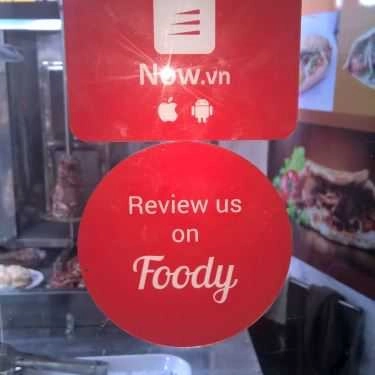 Now.vn
Review us
on
Foody